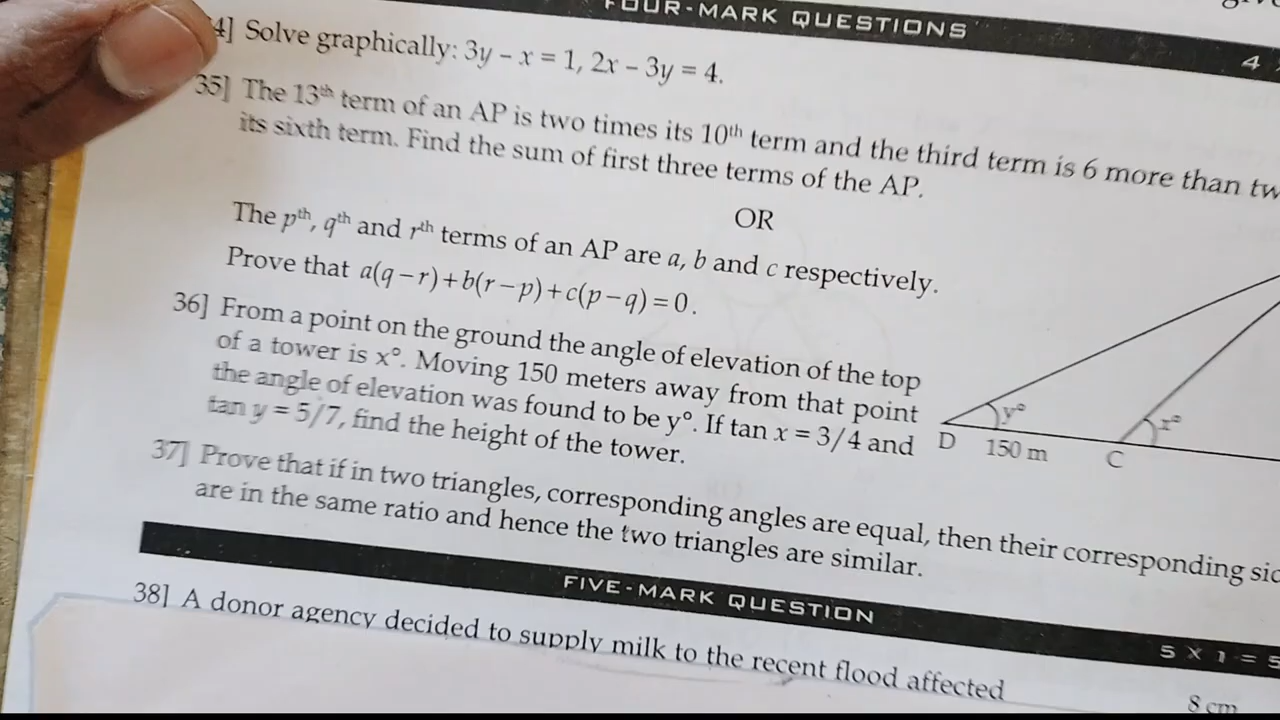 FOUR-MARK QUESTIONS
4
4] Solve graphically: 3y – x = 1, 2x – 3y = 4.
35] The 13th term of an AP is two times its 10th term and the third term is 6 more than
its sixth term. Find the sum of first three terms of the AP.
OR
The pth, qth and rth terms of an AP are a, b and c respectively.
Prove that a(q – r) + b(r – p) + c(p – q) = 0.
36] From a point on the ground the angle of elevation of the top
of a tower is x°. Moving 150 meters away from that point
the angle of elevation was found to be y°. If tan x = 3/4 and
tan y = 5/7, find the height of the tower.
y°
x°
D 150 m C
37] Prove that if in two triangles, corresponding angles are equal, then their corresponding
are in the same ratio and hence the two triangles are similar.
FIVE-MARK QUESTION
5 X 1 = 5
38] A donor agency decided to supply milk to the recent flood affected
8 cm